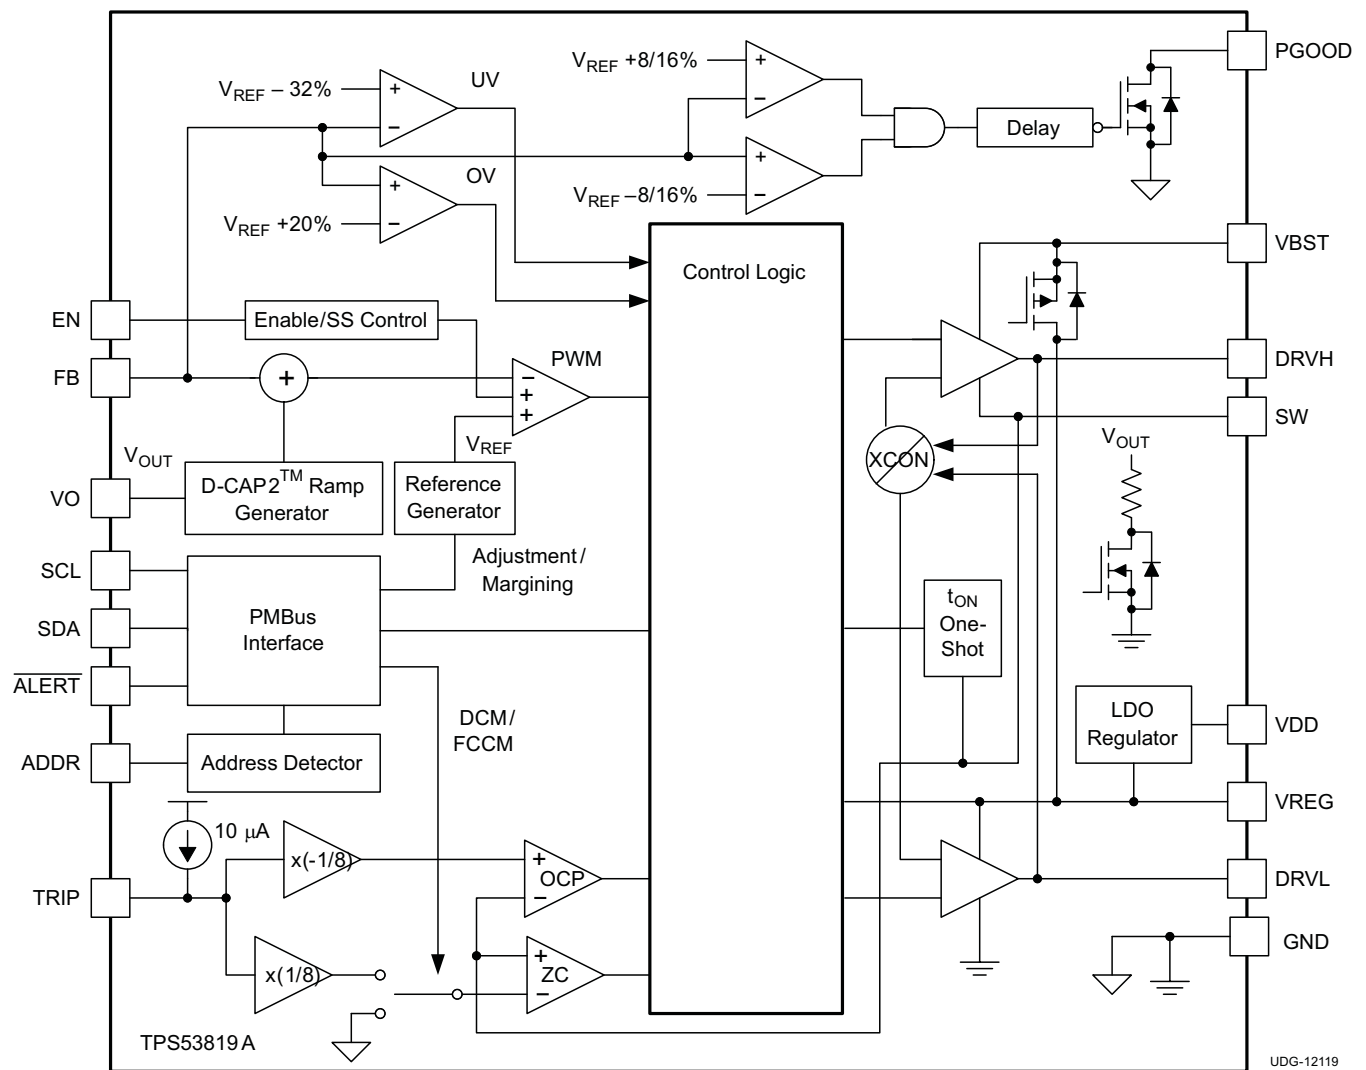 PGOOD
V_REF +8/16%
+
−
UV
V_REF − 32%
+
−
Delay
+
−
V_REF −8/16%
OV
+
−
V_REF +20%
VBST
Control Logic
EN
Enable/SS Control
PWM
DRVH
FB
+
−
+
+
SW
V_REF
V_OUT
XCON
V_OUT
VO
D-CAP2™ Ramp
Generator
Reference
Generator
Adjustment/
Margining
SCL
SDA
PMBus
Interface
t_ON
One-
Shot
ALERT
DCM/
FCCM
LDO
Regulator
VDD
ADDR
Address Detector
VREG
10 μA
x(-1/8)
+
OCP
−
DRVL
TRIP
GND
x(1/8)
+
ZC
−
TPS53819A
UDG-12119